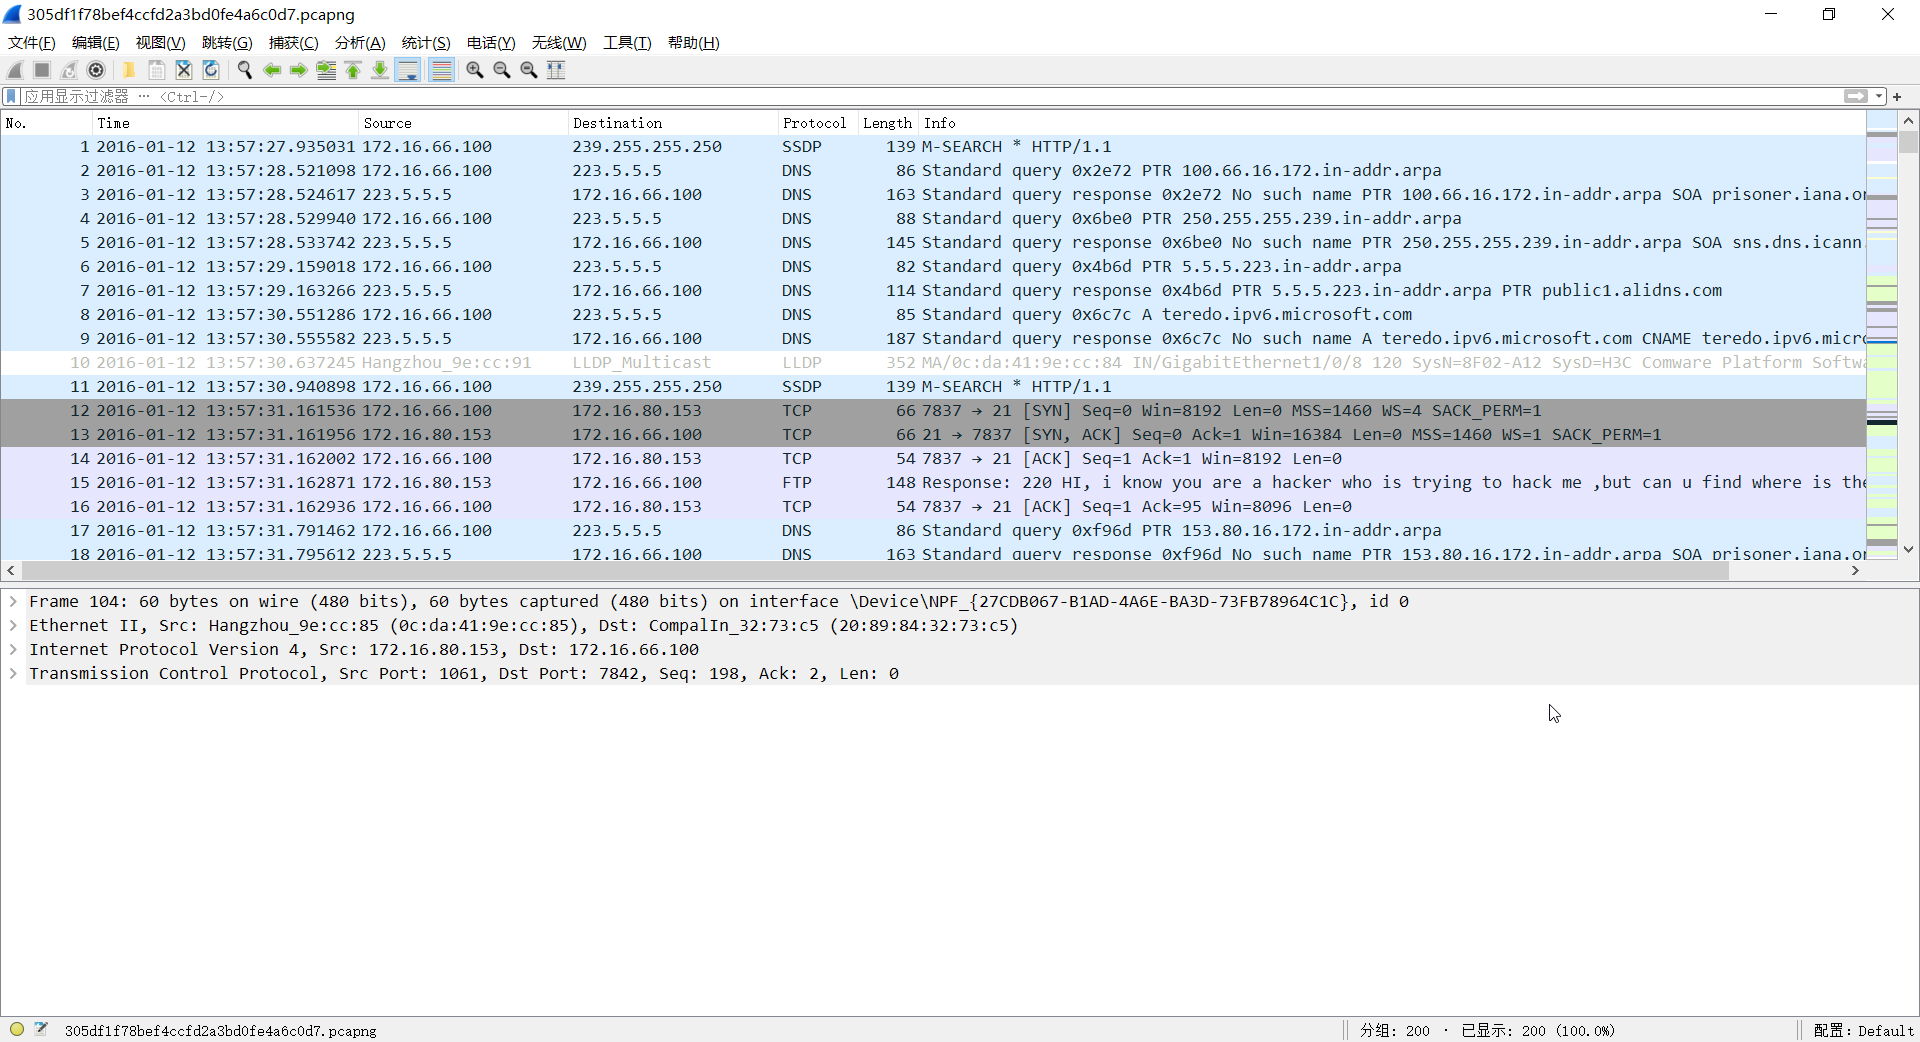 305df1f78bef4ccfd2a3bd0fe4a6c0d7.pcapng
文件(F) 编辑(E) 视图(V) 跳转(G) 捕获(C) 分析(A) 统计(S) 电话(Y) 无线(W) 工具(T) 帮助(H)
应用显示过滤器 … <Ctrl-/>
No. Time Source Destination Protocol Length Info
1 2016-01-12 13:57:27.935031 172.16.66.100 239.255.255.250 SSDP 139 M-SEARCH * HTTP/1.1
2 2016-01-12 13:57:28.521098 172.16.66.100 223.5.5.5 DNS 86 Standard query 0x2e72 PTR 100.66.16.172.in-addr.arpa
3 2016-01-12 13:57:28.524617 223.5.5.5 172.16.66.100 DNS 163 Standard query response 0x2e72 No such name PTR 100.66.16.172.in-addr.arpa SOA prisoner.iana.or
4 2016-01-12 13:57:28.529940 172.16.66.100 223.5.5.5 DNS 88 Standard query 0x6be0 PTR 250.255.255.239.in-addr.arpa
5 2016-01-12 13:57:28.533742 223.5.5.5 172.16.66.100 DNS 145 Standard query response 0x6be0 No such name PTR 250.255.255.239.in-addr.arpa SOA sns.dns.icann.
6 2016-01-12 13:57:29.159018 172.16.66.100 223.5.5.5 DNS 82 Standard query 0x4b6d PTR 5.5.5.223.in-addr.arpa
7 2016-01-12 13:57:29.163266 223.5.5.5 172.16.66.100 DNS 114 Standard query response 0x4b6d PTR 5.5.5.223.in-addr.arpa PTR public1.alidns.com
8 2016-01-12 13:57:30.551286 172.16.66.100 223.5.5.5 DNS 85 Standard query 0x6c7c A teredo.ipv6.microsoft.com
9 2016-01-12 13:57:30.555582 223.5.5.5 172.16.66.100 DNS 187 Standard query response 0x6c7c No such name A teredo.ipv6.microsoft.com CNAME teredo.ipv6.micro
10 2016-01-12 13:57:30.637245 Hangzhou_9e:cc:91 LLDP_Multicast LLDP 352 MA/0c:da:41:9e:cc:84 IN/GigabitEthernet1/0/8 120 SysN=8F02-A12 SysD=H3C Comware Platform Softwa
11 2016-01-12 13:57:30.940898 172.16.66.100 239.255.255.250 SSDP 139 M-SEARCH * HTTP/1.1
12 2016-01-12 13:57:31.161536 172.16.66.100 172.16.80.153 TCP 66 7837 → 21 [SYN] Seq=0 Win=8192 Len=0 MSS=1460 WS=4 SACK_PERM=1
13 2016-01-12 13:57:31.161956 172.16.80.153 172.16.66.100 TCP 66 21 → 7837 [SYN, ACK] Seq=0 Ack=1 Win=16384 Len=0 MSS=1460 WS=1 SACK_PERM=1
14 2016-01-12 13:57:31.162002 172.16.66.100 172.16.80.153 TCP 54 7837 → 21 [ACK] Seq=1 Ack=1 Win=8192 Len=0
15 2016-01-12 13:57:31.162871 172.16.80.153 172.16.66.100 FTP 148 Response: 220 HI, i know you are a hacker who is trying to hack me ,but can u find where is the
16 2016-01-12 13:57:31.162936 172.16.66.100 172.16.80.153 TCP 54 7837 → 21 [ACK] Seq=1 Ack=95 Win=8096 Len=0
17 2016-01-12 13:57:31.791462 172.16.66.100 223.5.5.5 DNS 86 Standard query 0xf96d PTR 153.80.16.172.in-addr.arpa
18 2016-01-12 13:57:31.795612 223.5.5.5 172.16.66.100 DNS 163 Standard query response 0xf96d No such name PTR 153.80.16.172.in-addr.arpa SOA prisoner.iana.or
Frame 104: 60 bytes on wire (480 bits), 60 bytes captured (480 bits) on interface \Device\NPF_{27CDB067-B1AD-4A6E-BA3D-73FB78964C1C}, id 0
Ethernet II, Src: Hangzhou_9e:cc:85 (0c:da:41:9e:cc:85), Dst: CompalIn_32:73:c5 (20:89:84:32:73:c5)
Internet Protocol Version 4, Src: 172.16.80.153, Dst: 172.16.66.100
Transmission Control Protocol, Src Port: 1061, Dst Port: 7842, Seq: 198, Ack: 2, Len: 0
305df1f78bef4ccfd2a3bd0fe4a6c0d7.pcapng 分组: 200 · 已显示: 200 (100.0%) 配置: Default